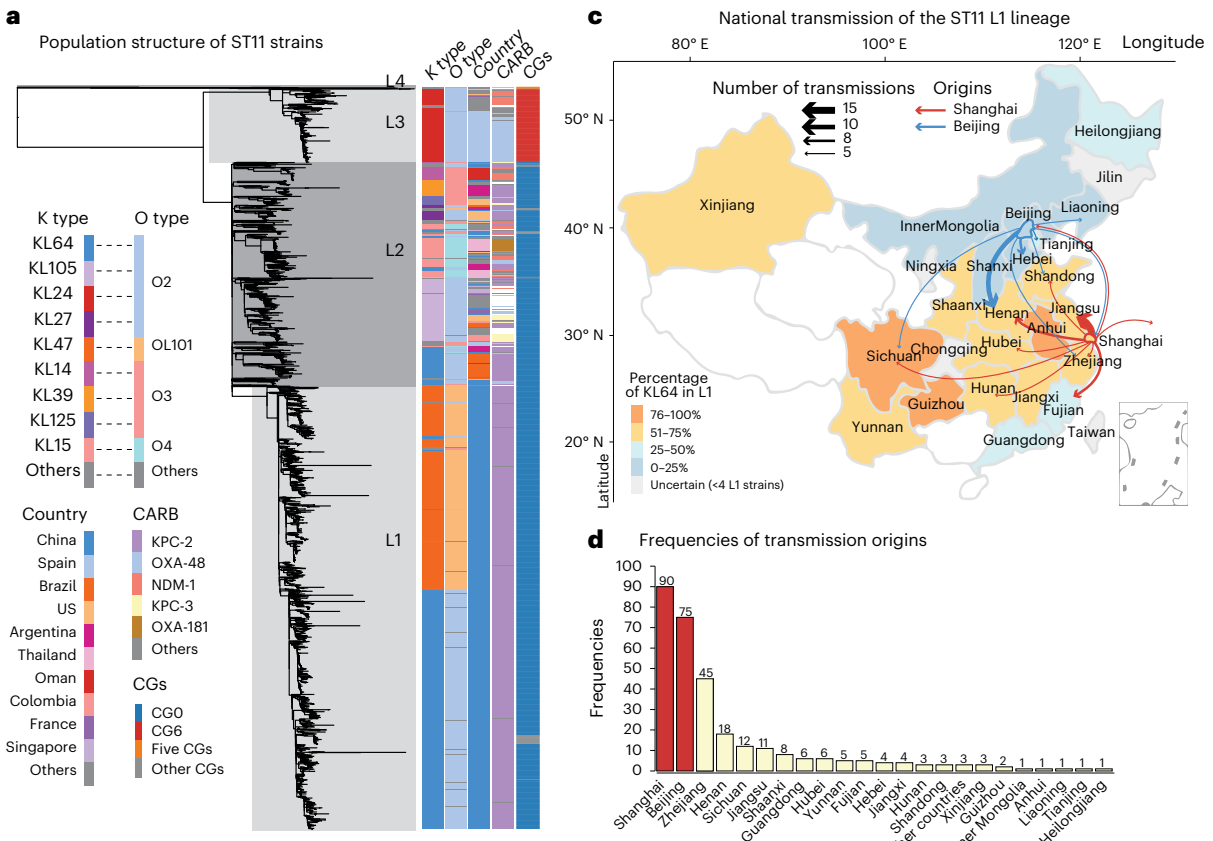 a
Population structure of ST11 strains
K type
O type
Country
CARB
CGs
L4
L3
L2
L1
K type
O type
KL64
KL105
KL24
KL27
KL47
KL14
KL39
KL125
KL15
Others
O2
OL101
O3
O4
Others
Country
China
Spain
Brazil
US
Argentina
Thailand
Oman
Colombia
France
Singapore
Others
CARB
KPC-2
OXA-48
NDM-1
KPC-3
OXA-181
Others
CGs
CG0
CG6
Five CGs
Other CGs
c
National transmission of the ST11 L1 lineage
80° E
100° E
120° E
Longitude
50° N
40° N
30° N
20° N
Latitude
Number of transmissions
15
10
8
5
Origins
Shanghai
Beijing
Heilongjiang
Jilin
Xinjiang
Liaoning
Beijing
InnerMongolia
Tianjing
Hebei
Ningxia
Shanxi
Shandong
Shaanxi
Henan
Jiangsu
Anhui
Shanghai
Sichuan
Chongqing
Hubei
Zhejiang
Hunan
Jiangxi
Guizhou
Fujian
Yunnan
Guangdong
Taiwan
Percentage
of KL64 in L1
76–100%
51–75%
25–50%
0–25%
Uncertain (<4 L1 strains)
d
Frequencies of transmission origins
Frequencies
100
90
80
70
60
50
40
30
20
10
0
90
75
45
18
12
11
8
6
6
5
5
4
4
3
3
3
3
2
1
1
1
1
1
Shanghai
Beijing
Zhejiang
Henan
Sichuan
Jiangsu
Shaanxi
Guangdong
Hubei
Yunnan
Fujian
Hebei
Jiangxi
Hunan
Shandong
countries
Xinjiang
Guizhou
Mongolia
Anhui
Liaoning
Tianjing
Heilongjiang